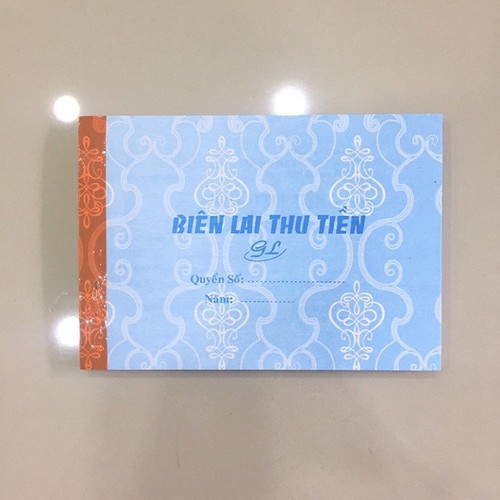 BIÊN LAI THU TIỀN
GL
Quyển Số: ..............................
Năm: ................